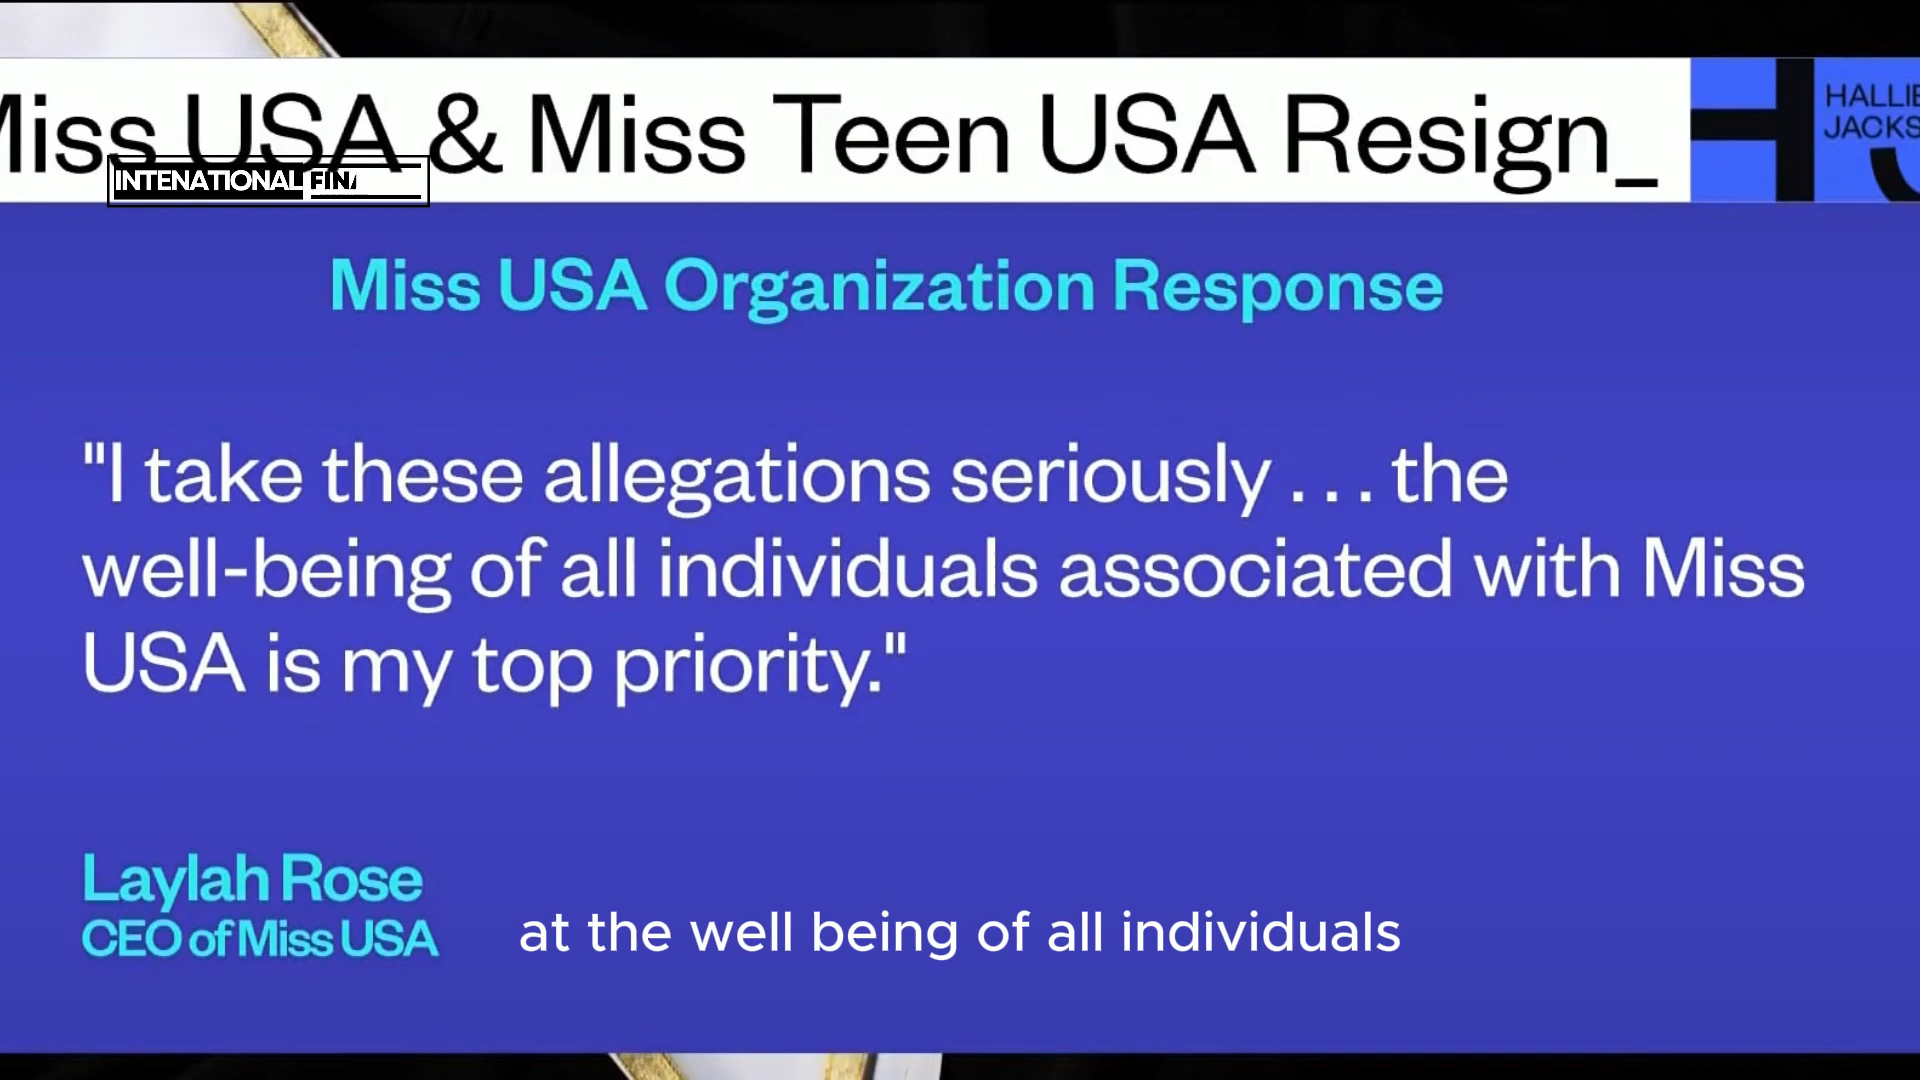 Miss USA & Miss Teen USA Resign_
HALLIE
JACKS
INTENATIONAL FINA
Miss USA Organization Response
"I take these allegations seriously . . . the
well-being of all individuals associated with Miss
USA is my top priority."
Laylah Rose
CEO of Miss USA
at the well being of all individuals